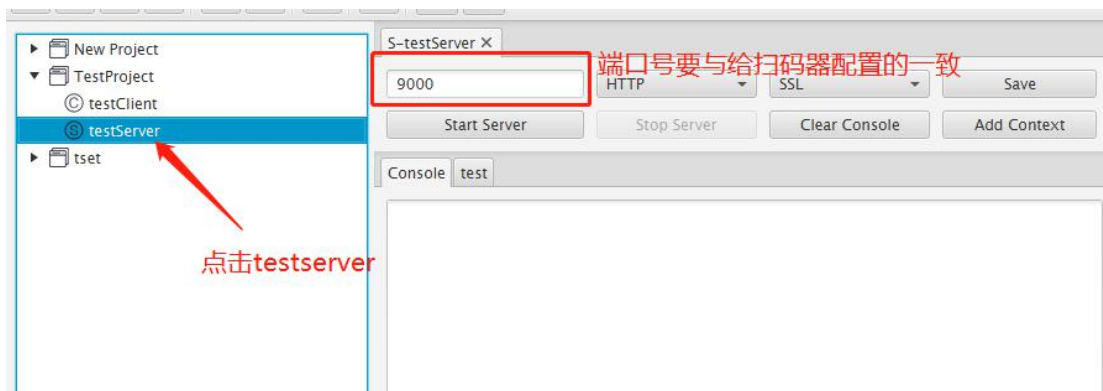 New Project
TestProject
testClient
testServer
tset
S-testServer ×
9000
HTTP
SSL
Save
端口号要与给扫码器配置的一致
Start Server
Stop Server
Clear Console
Add Context
Console
test
点击testserver